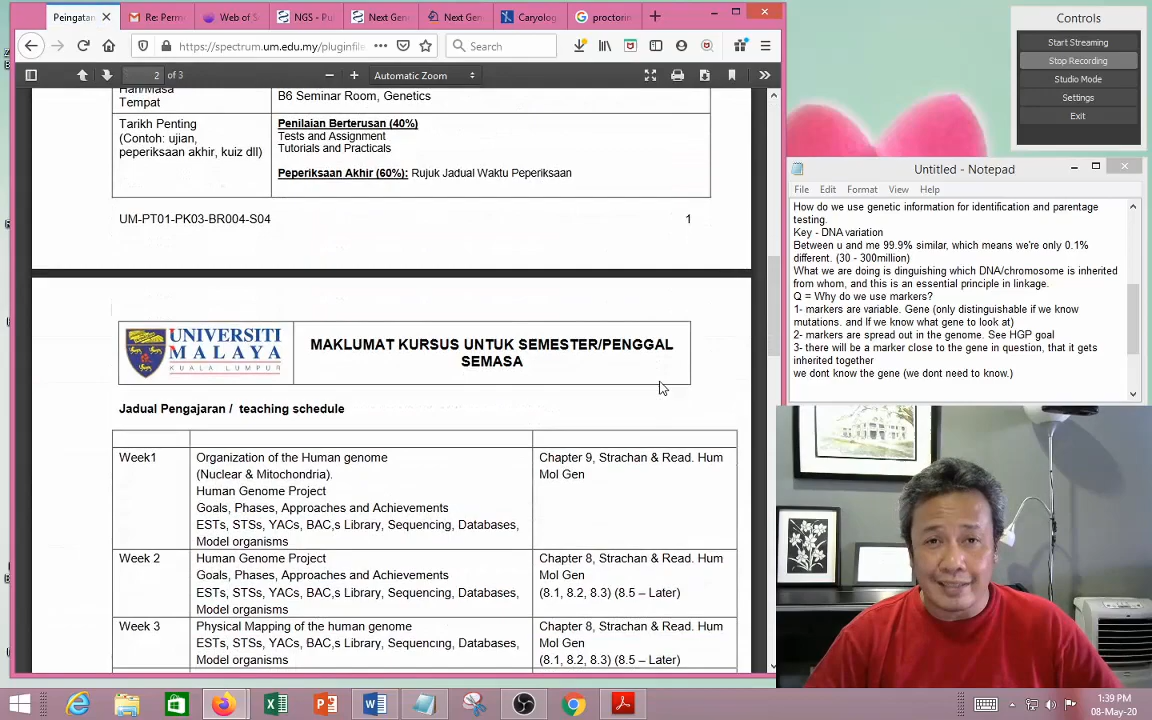 Peingatan
Re: Perm
Web of S
NGS • Pu
Next Gen
Next Gen
Caryolog
proctorin
https://spectrum.um.edu.my/pluginfile
Search
2 of 3
Automatic Zoom
Hari/Masa
Tempat
B6 Seminar Room, Genetics
Tarikh Penting
(Contoh: ujian,
peperiksaan akhir, kuiz dll)
Penilaian Berterusan (40%)
Tests and Assignment
Tutorials and Practicals
Peperiksaan Akhir (60%): Rujuk Jadual Waktu Peperiksaan
UM-PT01-PK03-BR004-S04
1
UNIVERSITI
MALAYA
KUALA LUMPUR
MAKLUMAT KURSUS UNTUK SEMESTER/PENGGAL
SEMASA
Jadual Pengajaran / teaching schedule
Week1
Organization of the Human genome
(Nuclear & Mitochondria).
Human Genome Project
Goals, Phases, Approaches and Achievements
ESTs, STSs, YACs, BAC,s Library, Sequencing, Databases,
Model organisms
Chapter 9, Strachan & Read. Hum
Mol Gen
Week 2
Human Genome Project
Goals, Phases, Approaches and Achievements
ESTs, STSs, YACs, BAC,s Library, Sequencing, Databases,
Model organisms
Chapter 8, Strachan & Read. Hum
Mol Gen
(8.1, 8.2, 8.3) (8.5 – Later)
Week 3
Physical Mapping of the human genome
ESTs, STSs, YACs, BAC,s Library, Sequencing, Databases,
Model organisms
Chapter 8, Strachan & Read. Hum
Mol Gen
(8.1, 8.2, 8.3) (8.5 – Later)
Controls
Start Streaming
Stop Recording
Studio Mode
Settings
Exit
Untitled - Notepad
File Edit Format View Help
How do we use genetic information for identification and parentage
testing.
Key - DNA variation
Between u and me 99.9% similar, which means we're only 0.1%
different. (30 - 300million)
What we are doing is dinguishing which DNA/chromosome is inherited
from whom, and this is an essential principle in linkage.
Q = Why do we use markers?
1- markers are variable. Gene (only distinguishable if we know
mutations. and If we know what gene to look at)
2- markers are spread out in the genome. See HGP goal
3- there will be a marker close to the gene in question, that it gets
inherited together
we dont know the gene (we dont need to know.)
1:39 PM
08-May-20